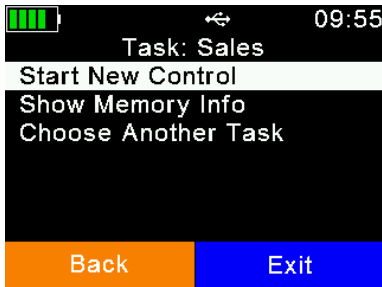 09:55
Task: Sales
Start New Control
Show Memory Info
Choose Another Task
Back Exit